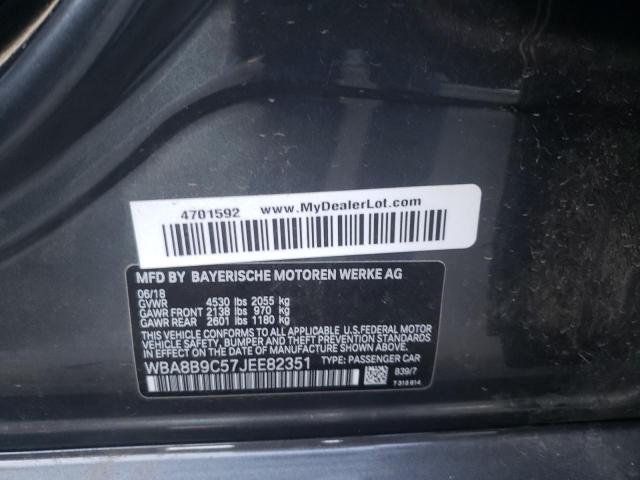 4701592 www.MyDealerLot.com
MFD BY BAYERISCHE MOTOREN WERKE AG
06/18
GVWR 4530 lbs 2055 kg
GAWR FRONT 2138 lbs 970 kg
GAWR REAR 2601 lbs 1180 kg
THIS VEHICLE CONFORMS TO ALL APPLICABLE U.S.FEDERAL MOTOR
VEHICLE SAFETY, BUMPER AND THEFT PREVENTION STANDARDS
IN EFFECT ON THE DATE OF MANUFACTURE SHOWN ABOVE.
WBA8B9C57JEE82351 TYPE: PASSENGER CAR
B39/7
7 318 614